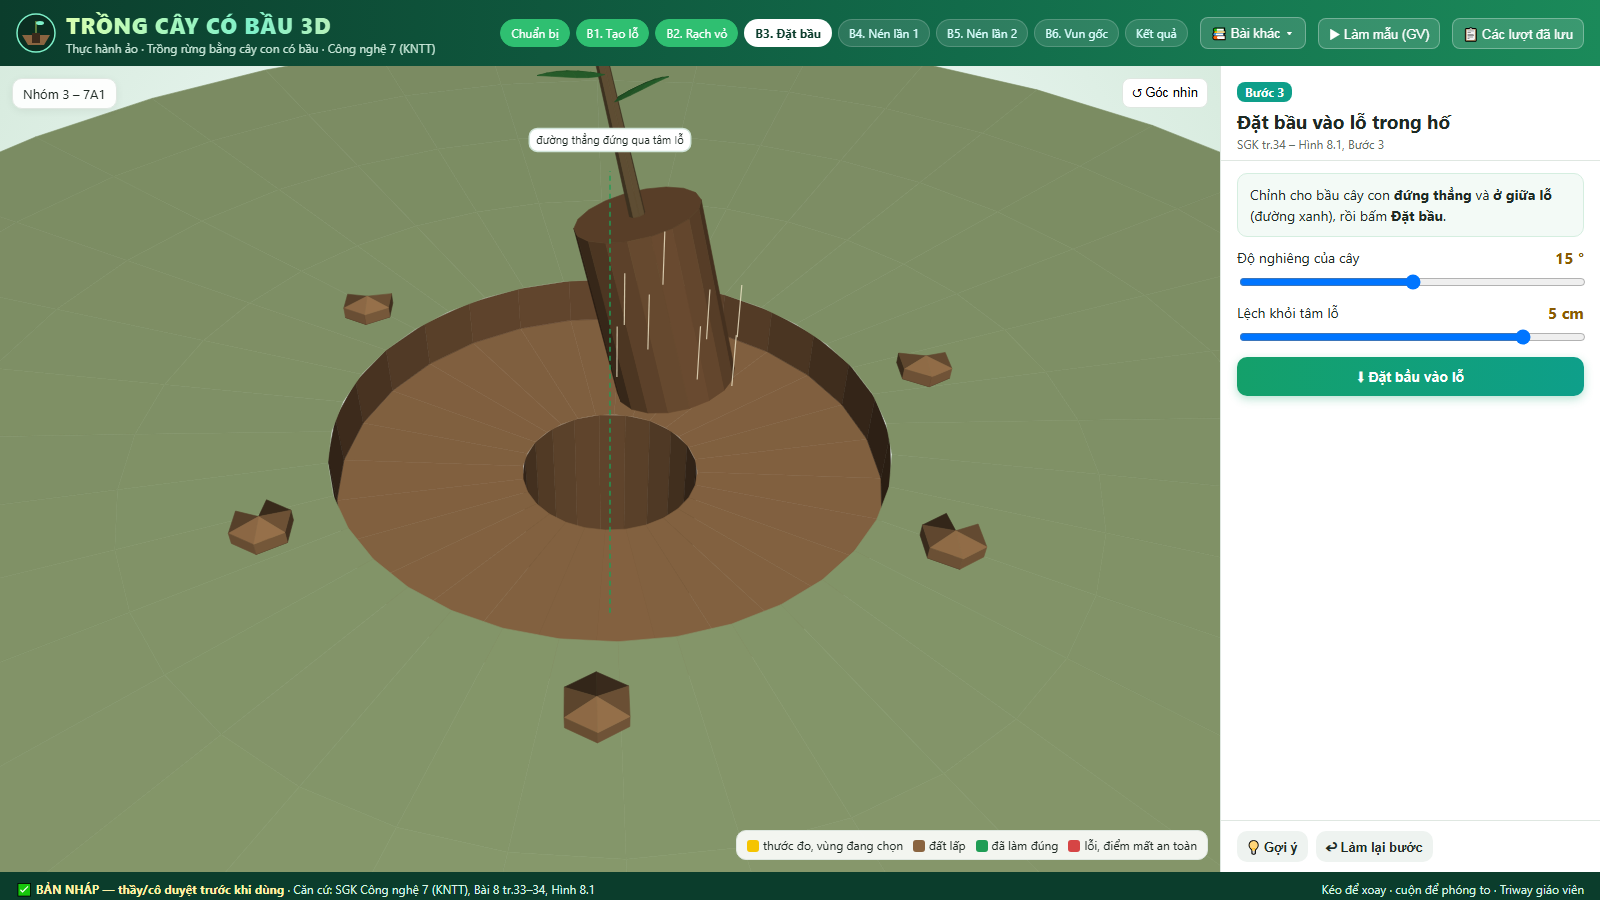 TRỒNG CÂY CÓ BẦU 3D
Thực hành ảo · Trồng rừng bằng cây con có bầu · Công nghệ 7 (KNTT)
Chuẩn bị
B1. Tạo lỗ
B2. Rạch vỏ
B3. Đặt bầu
B4. Nén lần 1
B5. Nén lần 2
B6. Vun gốc
Kết quả
Bài khác
Làm mẫu (GV)
Các lượt đã lưu
Nhóm 3 – 7A1
Góc nhìn
đường thẳng đứng qua tâm lỗ
thước đo, vùng đang chọn
đất lấp
đã làm đúng
lỗi, điểm mất an toàn
Bước 3
Đặt bầu vào lỗ trong hố
SGK tr.34 – Hình 8.1, Bước 3
Chỉnh cho bầu cây con đứng thẳng và ở giữa lỗ
(đường xanh), rồi bấm Đặt bầu.
Độ nghiêng của cây 15 °
Lệch khỏi tâm lỗ 5 cm
Đặt bầu vào lỗ
Gợi ý
Làm lại bước
BẢN NHÁP — thầy/cô duyệt trước khi dùng · Căn cứ: SGK Công nghệ 7 (KNTT), Bài 8 tr.33–34, Hình 8.1
Kéo để xoay · cuộn để phóng to · Triway giáo viên